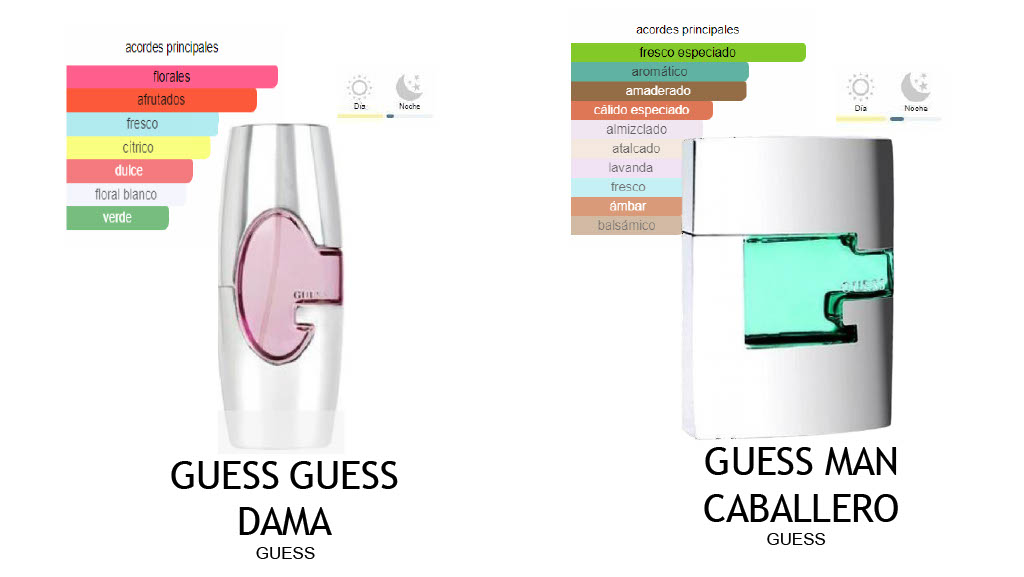 acordes principales
florales
afrutados
fresco
cítrico
dulce
floral blanco
verde
Día
Noche
GUESS
GUESS GUESS
DAMA
GUESS
acordes principales
fresco especiado
aromático
amaderado
cálido especiado
almizclado
atalcado
lavanda
fresco
ámbar
balsámico
Día
Noche
GUESS
GUESS MAN
CABALLERO
GUESS